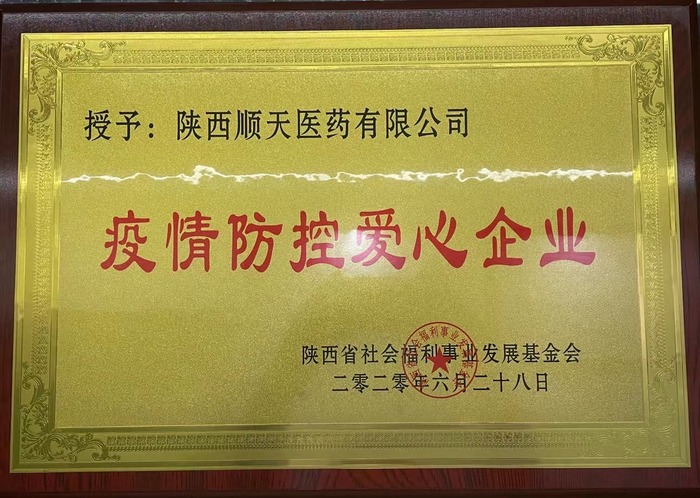 授予：陕西顺天医药有限公司
疫情防控爱心企业
陕西省社会福利事业发展基金会
二零二零年六月二十八日